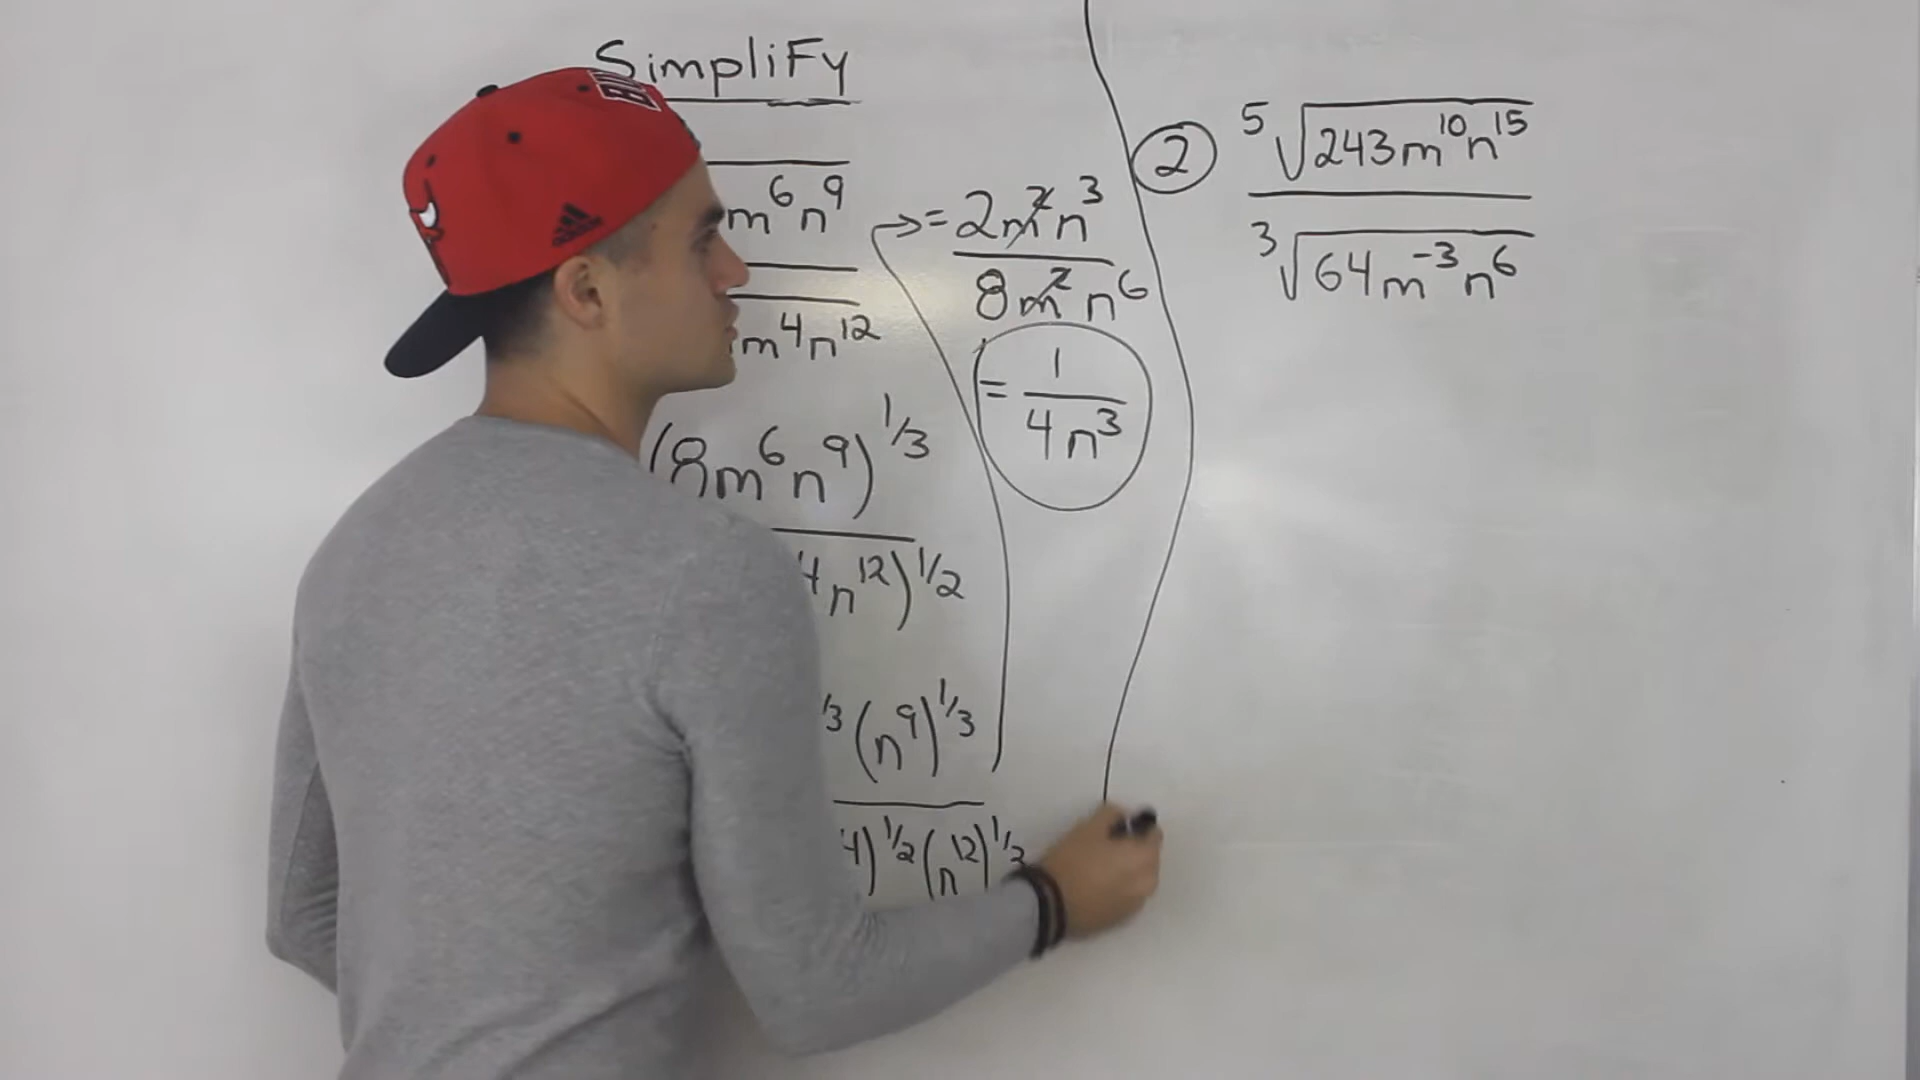 SimpliFy
m⁶n⁹
m⁴n¹²
(8m⁶n⁹)^1/3
⁴n¹²)^1/2
^1/3 (n⁹)^1/3
⁴)^1/2 (n¹²)^1/2
= 2m²n³
8m²n⁶
= 1
4n³
② ⁵√243m¹⁰n¹⁵
³√64m⁻³n⁶